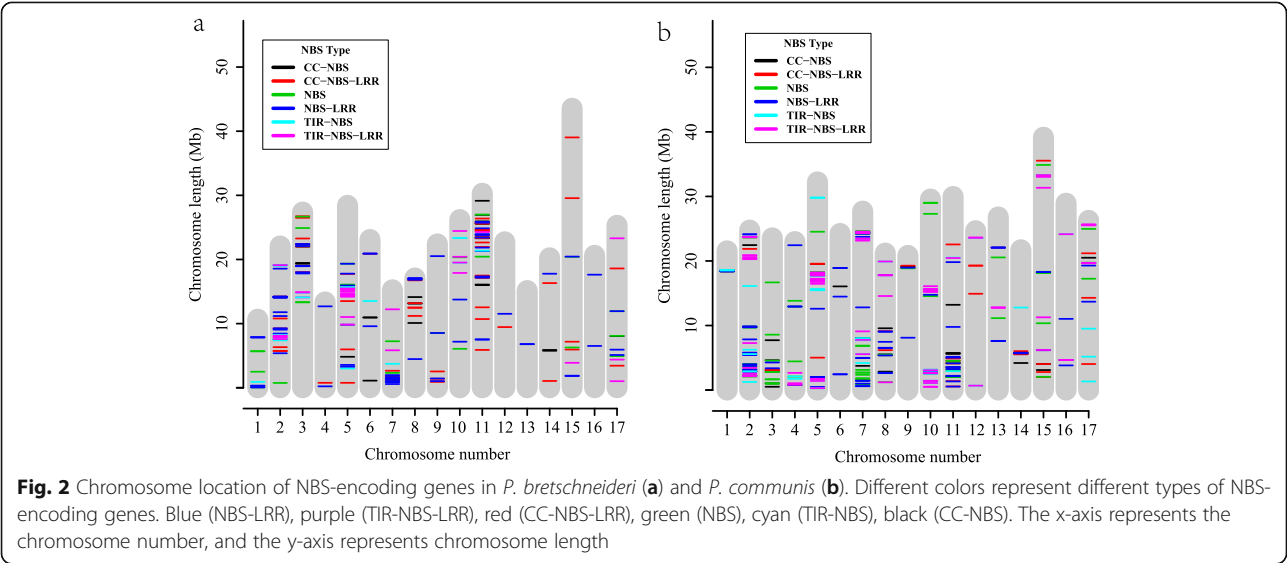 a
NBS Type
CC−NBS
CC−NBS−LRR
NBS
NBS−LRR
TIR−NBS
TIR−NBS−LRR
Chromosome length (Mb)
50
40
30
20
10
1 2 3 4 5 6 7 8 9 10 11 12 13 14 15 16 17
Chromosome number
b
NBS Type
CC−NBS
CC−NBS−LRR
NBS
NBS−LRR
TIR−NBS
TIR−NBS−LRR
Chromosome length (Mb)
50
40
30
20
10
1 2 3 4 5 6 7 8 9 10 11 12 13 14 15 16 17
Chromosome number
Fig. 2 Chromosome location of NBS-encoding genes in P. bretschneideri (a) and P. communis (b). Different colors represent different types of NBS-
encoding genes. Blue (NBS-LRR), purple (TIR-NBS-LRR), red (CC-NBS-LRR), green (NBS), cyan (TIR-NBS), black (CC-NBS). The x-axis represents the
chromosome number, and the y-axis represents chromosome length